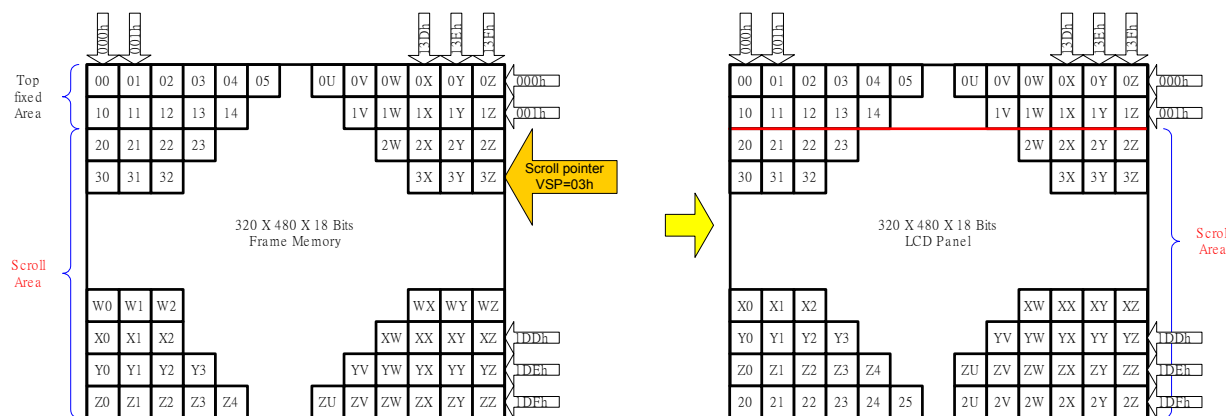 000h 001h 13Dh 13Eh 13Fh 000h 001h 13Dh 13Eh 13Fh
Top
fixed
Area
00 01 02 03 04 05 0U 0V 0W 0X 0Y 0Z 000h
10 11 12 13 14 1V 1W 1X 1Y 1Z 001h
20 21 22 23 2W 2X 2Y 2Z
30 31 32 3X 3Y 3Z
Scroll pointer
VSP=03h
320 X 480 X 18 Bits
Frame Memory
Scroll
Area
W0 W1 W2 WX WY WZ
X0 X1 X2 XW XX XY XZ 1DDh
Y0 Y1 Y2 Y3 YV YW YX YY YZ 1DEh
Z0 Z1 Z2 Z3 Z4 ZU ZV ZW ZX ZY ZZ 1DFh
00 01 02 03 04 05 0U 0V 0W 0X 0Y 0Z 000h
10 11 12 13 14 1V 1W 1X 1Y 1Z 001h
20 21 22 23 2W 2X 2Y 2Z
30 31 32 3X 3Y 3Z
320 X 480 X 18 Bits
LCD Panel
Scroll
Area
X0 X1 X2 XW XX XY XZ
Y0 Y1 Y2 Y3 YV YW YX YY YZ 1DDh
Z0 Z1 Z2 Z3 Z4 ZU ZV ZW ZX ZY ZZ 1DEh
20 21 22 23 24 25 2U 2V 2W 2X 2Y 2Z 1DFh